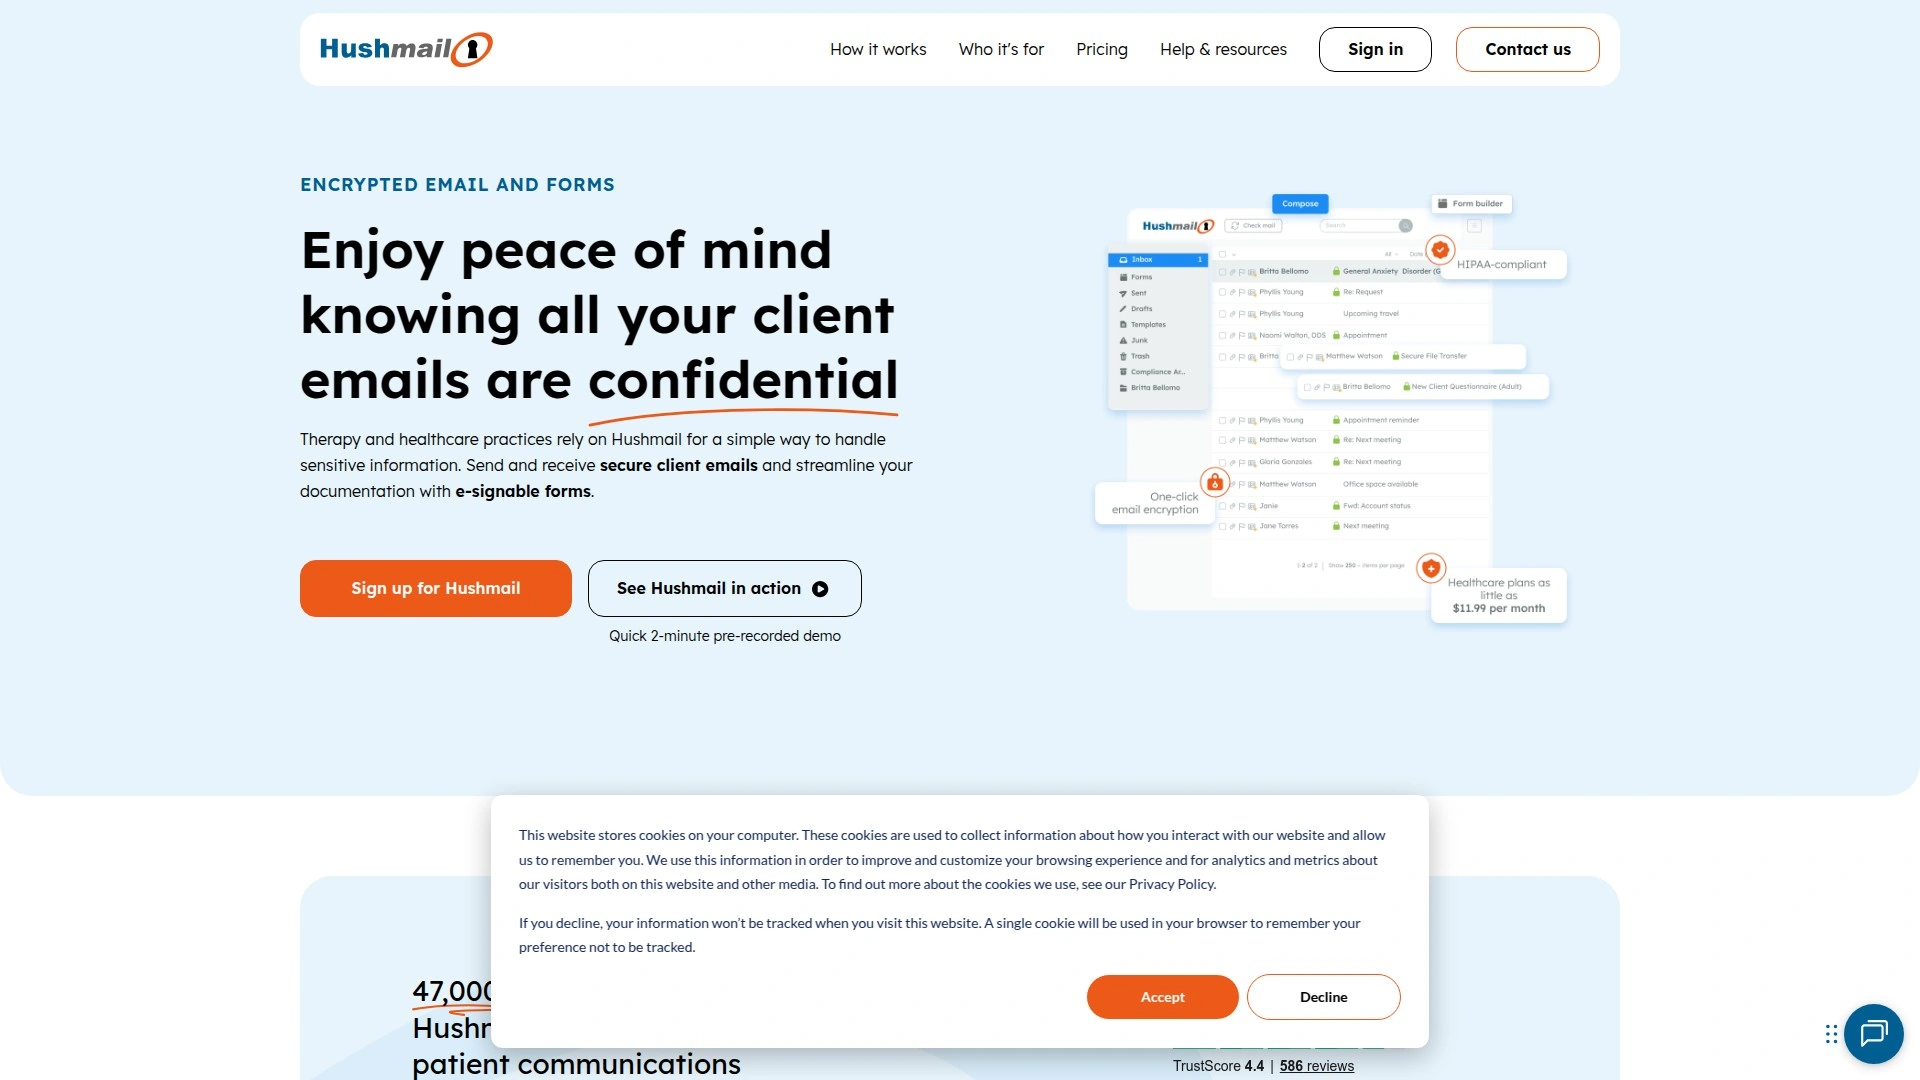 Hushmail
How it works
Who it's for
Pricing
Help & resources
Sign in
Contact us
ENCRYPTED EMAIL AND FORMS
Enjoy peace of mind
knowing all your client
emails are confidential
Therapy and healthcare practices rely on Hushmail for a simple way to handle
sensitive information. Send and receive secure client emails and streamline your
documentation with e-signable forms.
Sign up for Hushmail
See Hushmail in action
Quick 2-minute pre-recorded demo
Compose
Form builder
Hushmail
Check mail
Search
HIPAA-compliant
Inbox 1
Forms
Sent
Drafts
Templates
Junk
Trash
Compliance Ar...
Britta Bellomo
All
Date
Britta Bellomo General Anxiety Disorder (G
Phyllis Young Re: Request
Phyllis Young Upcoming travel
Naomi Walton, DDS Appointment
Britta
Matthew Watson Secure File Transfer
Britta Bellomo New Client Questionnaire (Adult)
Phyllis Young Appointment reminder
Matthew Watson Re: Next meeting
Gloria Gonzales Re: Next meeting
Matthew Watson Office space available
Janie Fwd: Account status
Jane Torres Next meeting
1-2 of 2 | Show 250 items per page
One-click
email encryption
Healthcare plans as
little as
$11.99 per month
This website stores cookies on your computer. These cookies are used to collect information about how you interact with our website and allow
us to remember you. We use this information in order to improve and customize your browsing experience and for analytics and metrics about
our visitors both on this website and other media. To find out more about the cookies we use, see our Privacy Policy.
If you decline, your information won't be tracked when you visit this website. A single cookie will be used in your browser to remember your
preference not to be tracked.
Accept
Decline
47,000
Hush
patient communications
TrustScore 4.4 | 586 reviews